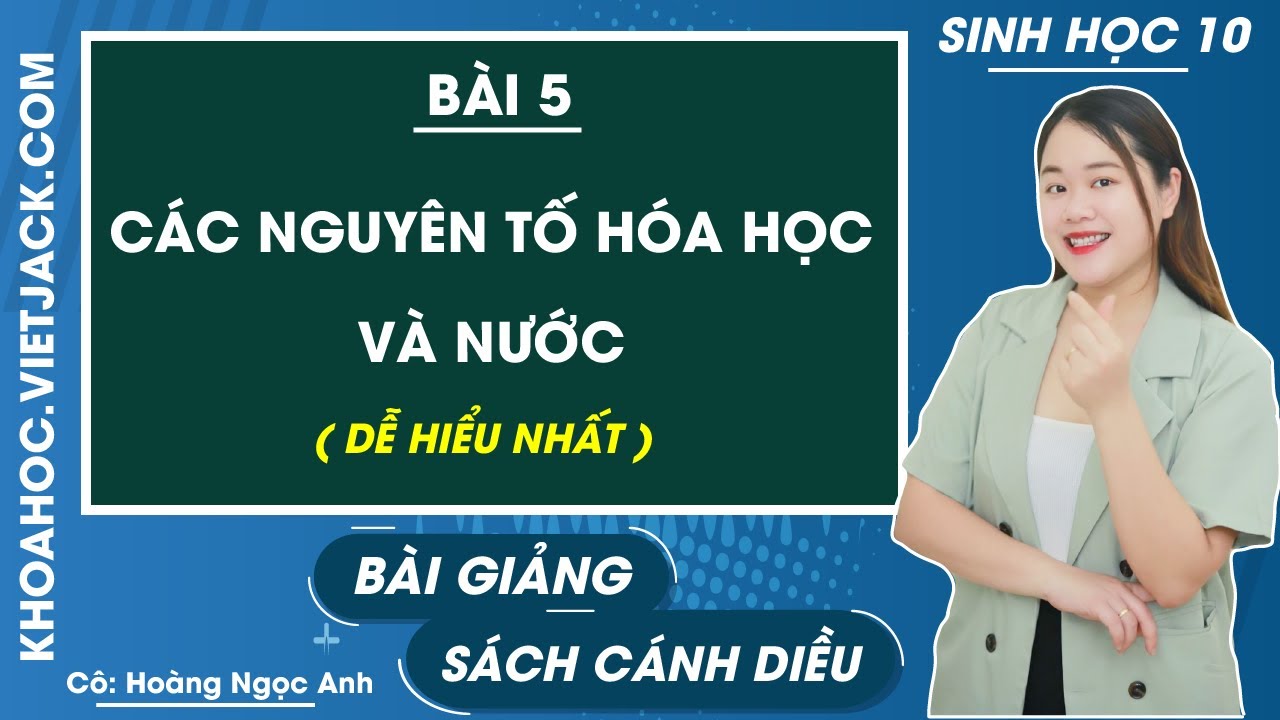 SINH HỌC 10
KHOAHOC.VIETJACK.COM
BÀI 5
CÁC NGUYÊN TỐ HÓA HỌC
VÀ NƯỚC
( DỄ HIỂU NHẤT )
BÀI GIẢNG
SÁCH CÁNH DIỀU
Cô: Hoàng Ngọc Anh